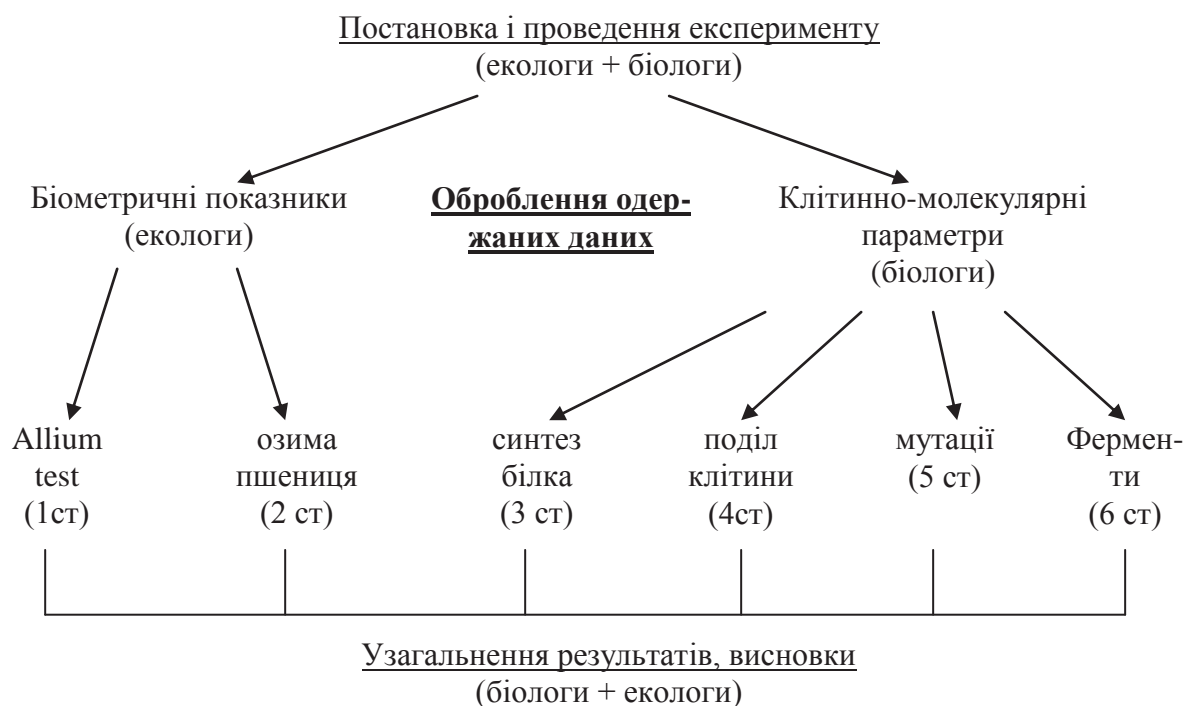 Постановка і проведення експерименту
(екологи + біологи)
Біометричні показники
(екологи)
Оброблення одер-
жаних даних
Клітинно-молекулярні
параметри
(біологи)
Allium
test
(1ст)
озима
пшениця
(2 ст)
синтез
білка
(3 ст)
поділ
клітини
(4ст)
мутації
(5 ст)
Фермен-
ти
(6 ст)
Узагальнення результатів, висновки
(біологи + екологи)